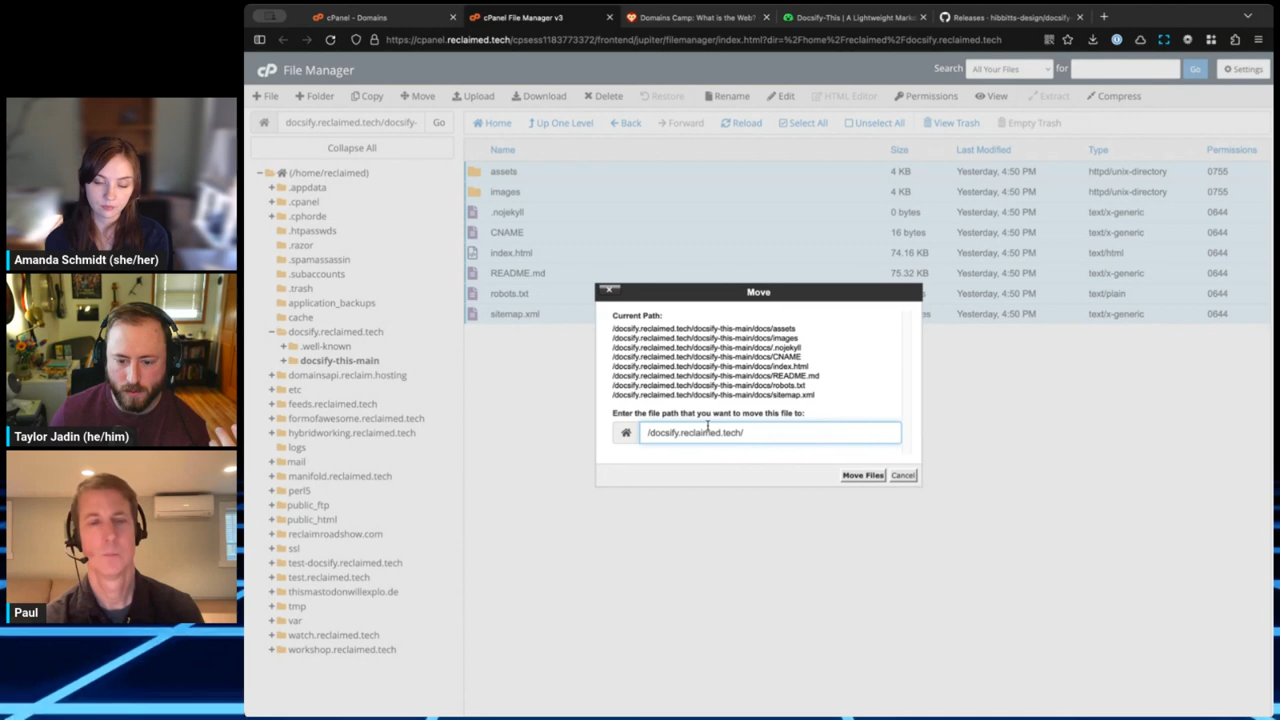 cPanel - Domains
cPanel File Manager v3
Domains Camp: What is the Web?
Docsify-This | A Lightweight Mark
Releases · hibbitts-design/docsify-
https://cpanel.reclaimed.tech/cpsess1183773372/frontend/jupiter/filemanager/index.html?dir=%2Fhome%2Freclaimed%2Fdocsify.reclaimed.tech
cP File Manager
Search All Your Files for Go Settings
File Folder Copy Move Upload Download Delete Restore Rename Edit HTML Editor Permissions View Extract Compress
docsify.reclaimed.tech/docsify- Go
Home Up One Level Back Forward Reload Select All Unselect All View Trash Empty Trash
Collapse All
Name Size Last Modified Type Permissions
assets 4 KB Yesterday, 4:50 PM httpd/unix-directory 0755
images 4 KB Yesterday, 4:50 PM httpd/unix-directory 0755
.nojekyll 0 bytes Yesterday, 4:50 PM text/x-generic 0644
CNAME 16 bytes Yesterday, 4:50 PM text/x-generic 0644
index.html 74.16 KB Yesterday, 4:50 PM text/html 0644
README.md 75.32 KB Yesterday, 4:50 PM text/x-generic 0644
robots.txt Yesterday, 4:50 PM text/plain 0644
sitemap.xml es Yesterday, 4:50 PM text/x-generic 0644
(/home/reclaimed)
.appdata
.cpanel
.cphorde
.htpasswds
.razor
.spamassassin
.subaccounts
.trash
application_backups
cache
docsify.reclaimed.tech
.well-known
docsify-this-main
domainsapi.reclaim.hosting
etc
feeds.reclaimed.tech
formofawesome.reclaimed.tech
hybridworking.reclaimed.tech
logs
mail
manifold.reclaimed.tech
perl5
public_ftp
public_html
reclaimroadshow.com
ssl
test-docsify.reclaimed.tech
test.reclaimed.tech
thismastodonwillexplo.de
tmp
var
watch.reclaimed.tech
workshop.reclaimed.tech
Move
Current Path:
/docsify.reclaimed.tech/docsify-this-main/docs/assets
/docsify.reclaimed.tech/docsify-this-main/docs/images
/docsify.reclaimed.tech/docsify-this-main/docs/.nojekyll
/docsify.reclaimed.tech/docsify-this-main/docs/CNAME
/docsify.reclaimed.tech/docsify-this-main/docs/index.html
/docsify.reclaimed.tech/docsify-this-main/docs/README.md
/docsify.reclaimed.tech/docsify-this-main/docs/robots.txt
/docsify.reclaimed.tech/docsify-this-main/docs/sitemap.xml
Enter the file path that you want to move this file to:
/docsify.reclaimed.tech/
Move Files Cancel
Amanda Schmidt (she/her)
Taylor Jadin (he/him)
Paul